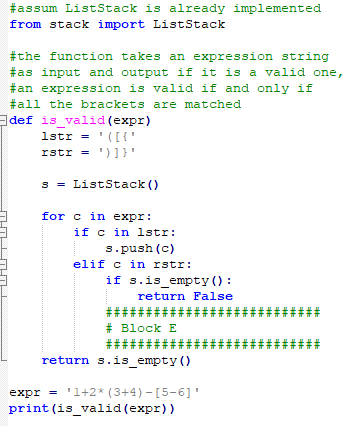 #assum ListStack is already implemented
from stack import ListStack
#the function takes an expression string
#as input and output if it is a valid one,
#an expression is valid if and only if
#all the brackets are matched
def is_valid(expr)
    lstr = '([{'
    rstr = ')]}'
    s = ListStack()
    for c in expr:
        if c in lstr:
            s.push(c)
        elif c in rstr:
            if s.is_empty():
                return False
            ###########################
            # Block E
            ###########################
    return s.is_empty()
expr = '1+2*(3+4)-[5-6]'
print(is_valid(expr))